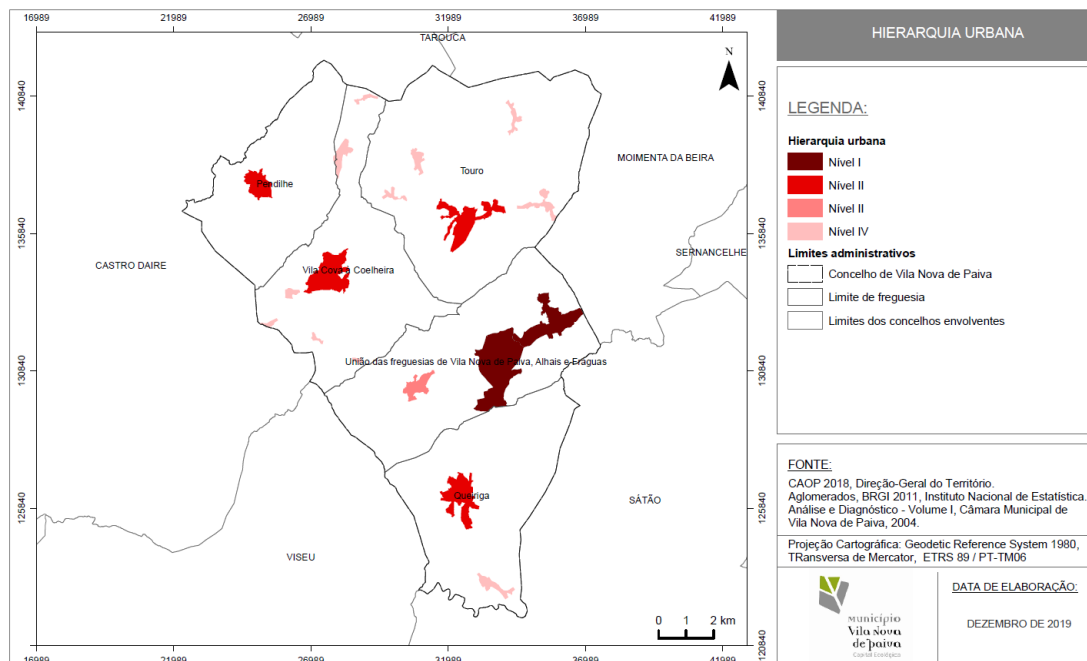 16989 21989 26989 31989 36989 41989
TAROUCA
N
140840
140840
MOIMENTA DA BEIRA
Touro
Pendilhe
135840
135840
SERNANCELHE
CASTRO DAIRE
Vila Cova à Coelheira
União das freguesias de Vila Nova de Paiva, Alhais e Fráguas
130840
130840
Queiriga
SÁTÃO
125840
125840
VISEU
0 1 2 km
120840
16989 21989 26989 31989 36989 41989
HIERARQUIA URBANA
LEGENDA:
Hierarquia urbana
Nível I
Nível II
Nível II
Nível IV
Limites administrativos
Concelho de Vila Nova de Paiva
Limite de freguesia
Limites dos concelhos envolventes
FONTE:
CAOP 2018, Direção-Geral do Território.
Aglomerados, BRGI 2011, Instituto Nacional de Estatística.
Análise e Diagnóstico - Volume I, Câmara Municipal de
Vila Nova de Paiva, 2004.
Projeção Cartográfica: Geodetic Reference System 1980,
TRansversa de Mercator, ETRS 89 / PT-TM06
município
Vila Nova
de paiva
Capital Ecológica
DATA DE ELABORAÇÃO:
DEZEMBRO DE 2019